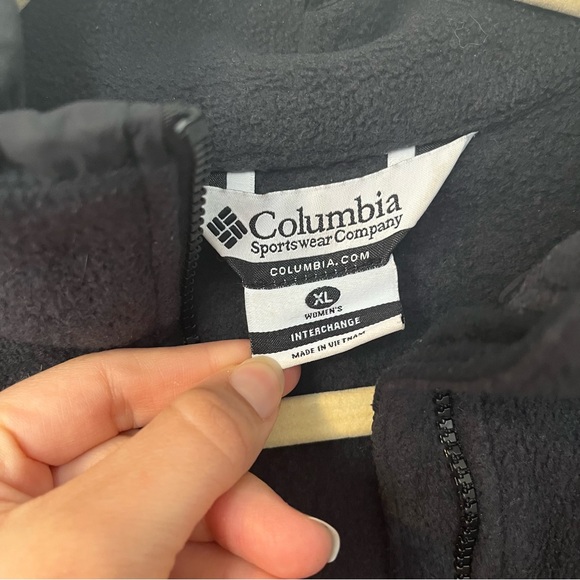 Columbia
Sportswear Company
COLUMBIA.COM
XL
WOMEN'S
INTERCHANGE
MADE IN VIETNAM